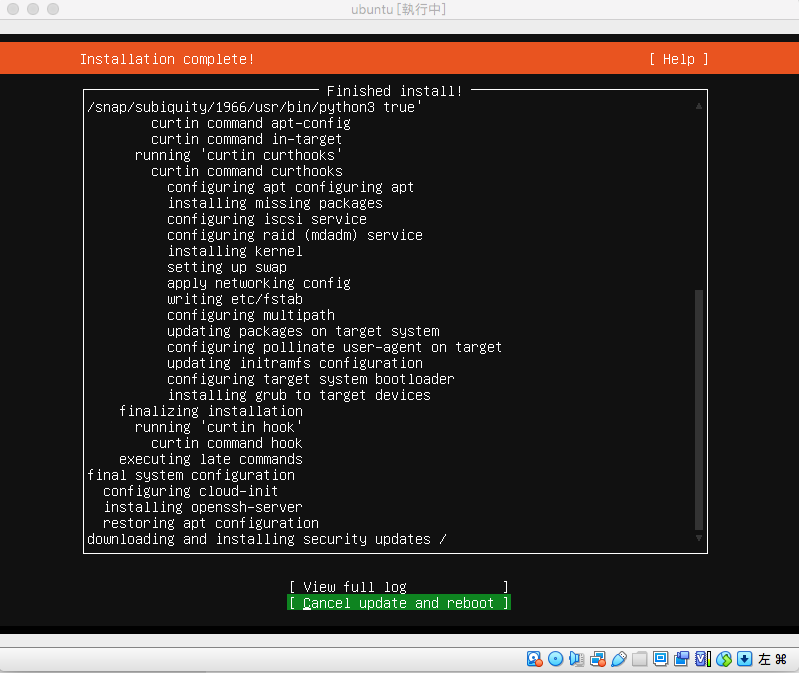 ubuntu [執行中]
Installation complete! [ Help ]
Finished install!
/snap/subiquity/1966/usr/bin/python3 true'
curtin command apt-config
curtin command in-target
running 'curtin curthooks'
curtin command curthooks
configuring apt configuring apt
installing missing packages
configuring iscsi service
configuring raid (mdadm) service
installing kernel
setting up swap
apply networking config
writing etc/fstab
configuring multipath
updating packages on target system
configuring pollinate user-agent on target
updating initramfs configuration
configuring target system bootloader
installing grub to target devices
finalizing installation
running 'curtin hook'
curtin command hook
executing late commands
final system configuration
configuring cloud-init
installing openssh-server
restoring apt configuration
downloading and installing security updates /
[ View full log ]
[ Cancel update and reboot ]
左 ⌘